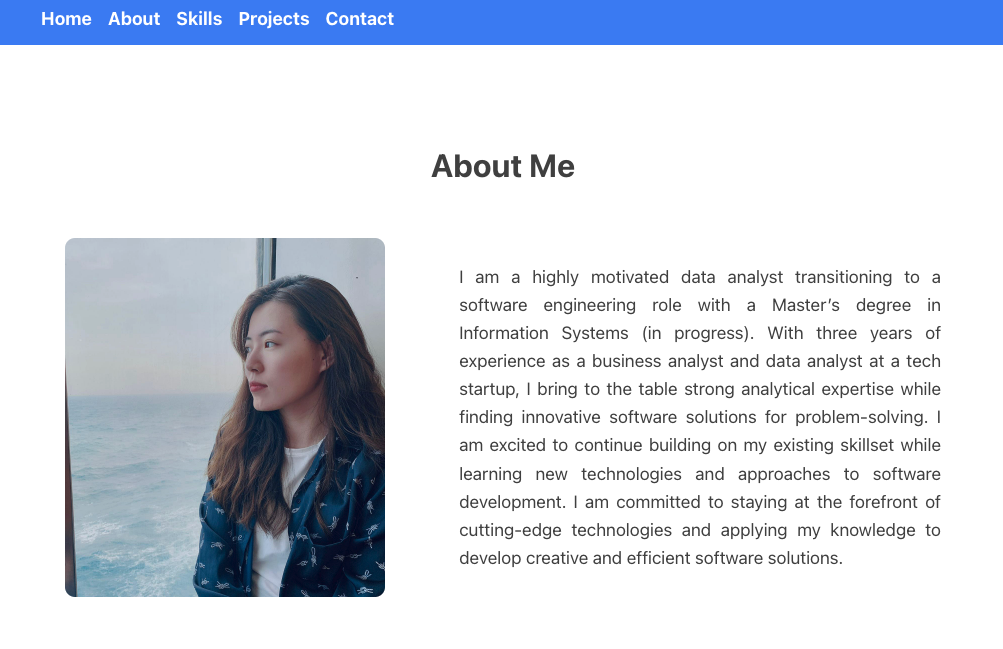 Home About Skills Projects Contact
About Me
I am a highly motivated data analyst transitioning to a
software engineering role with a Master's degree in
Information Systems (in progress). With three years of
experience as a business analyst and data analyst at a tech
startup, I bring to the table strong analytical expertise while
finding innovative software solutions for problem-solving. I
am excited to continue building on my existing skillset while
learning new technologies and approaches to software
development. I am committed to staying at the forefront of
cutting-edge technologies and applying my knowledge to
develop creative and efficient software solutions.